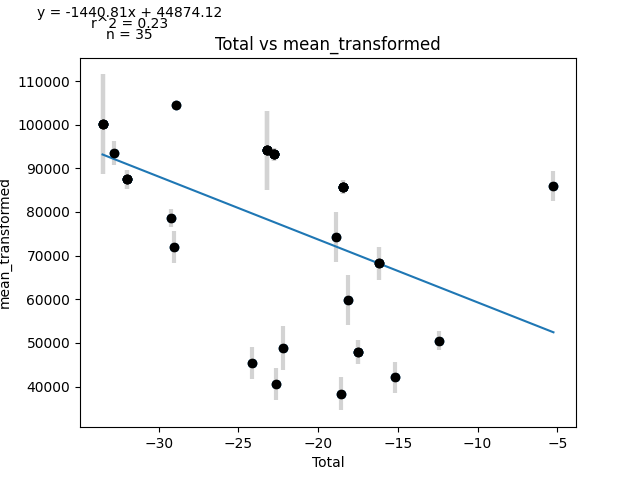 y = -1440.81x + 44874.12
r^2 = 0.23
n = 35
Total vs mean_transformed
110000
100000
90000
80000
70000
60000
50000
40000
mean_transformed
−30
−25
−20
−15
−10
−5
Total